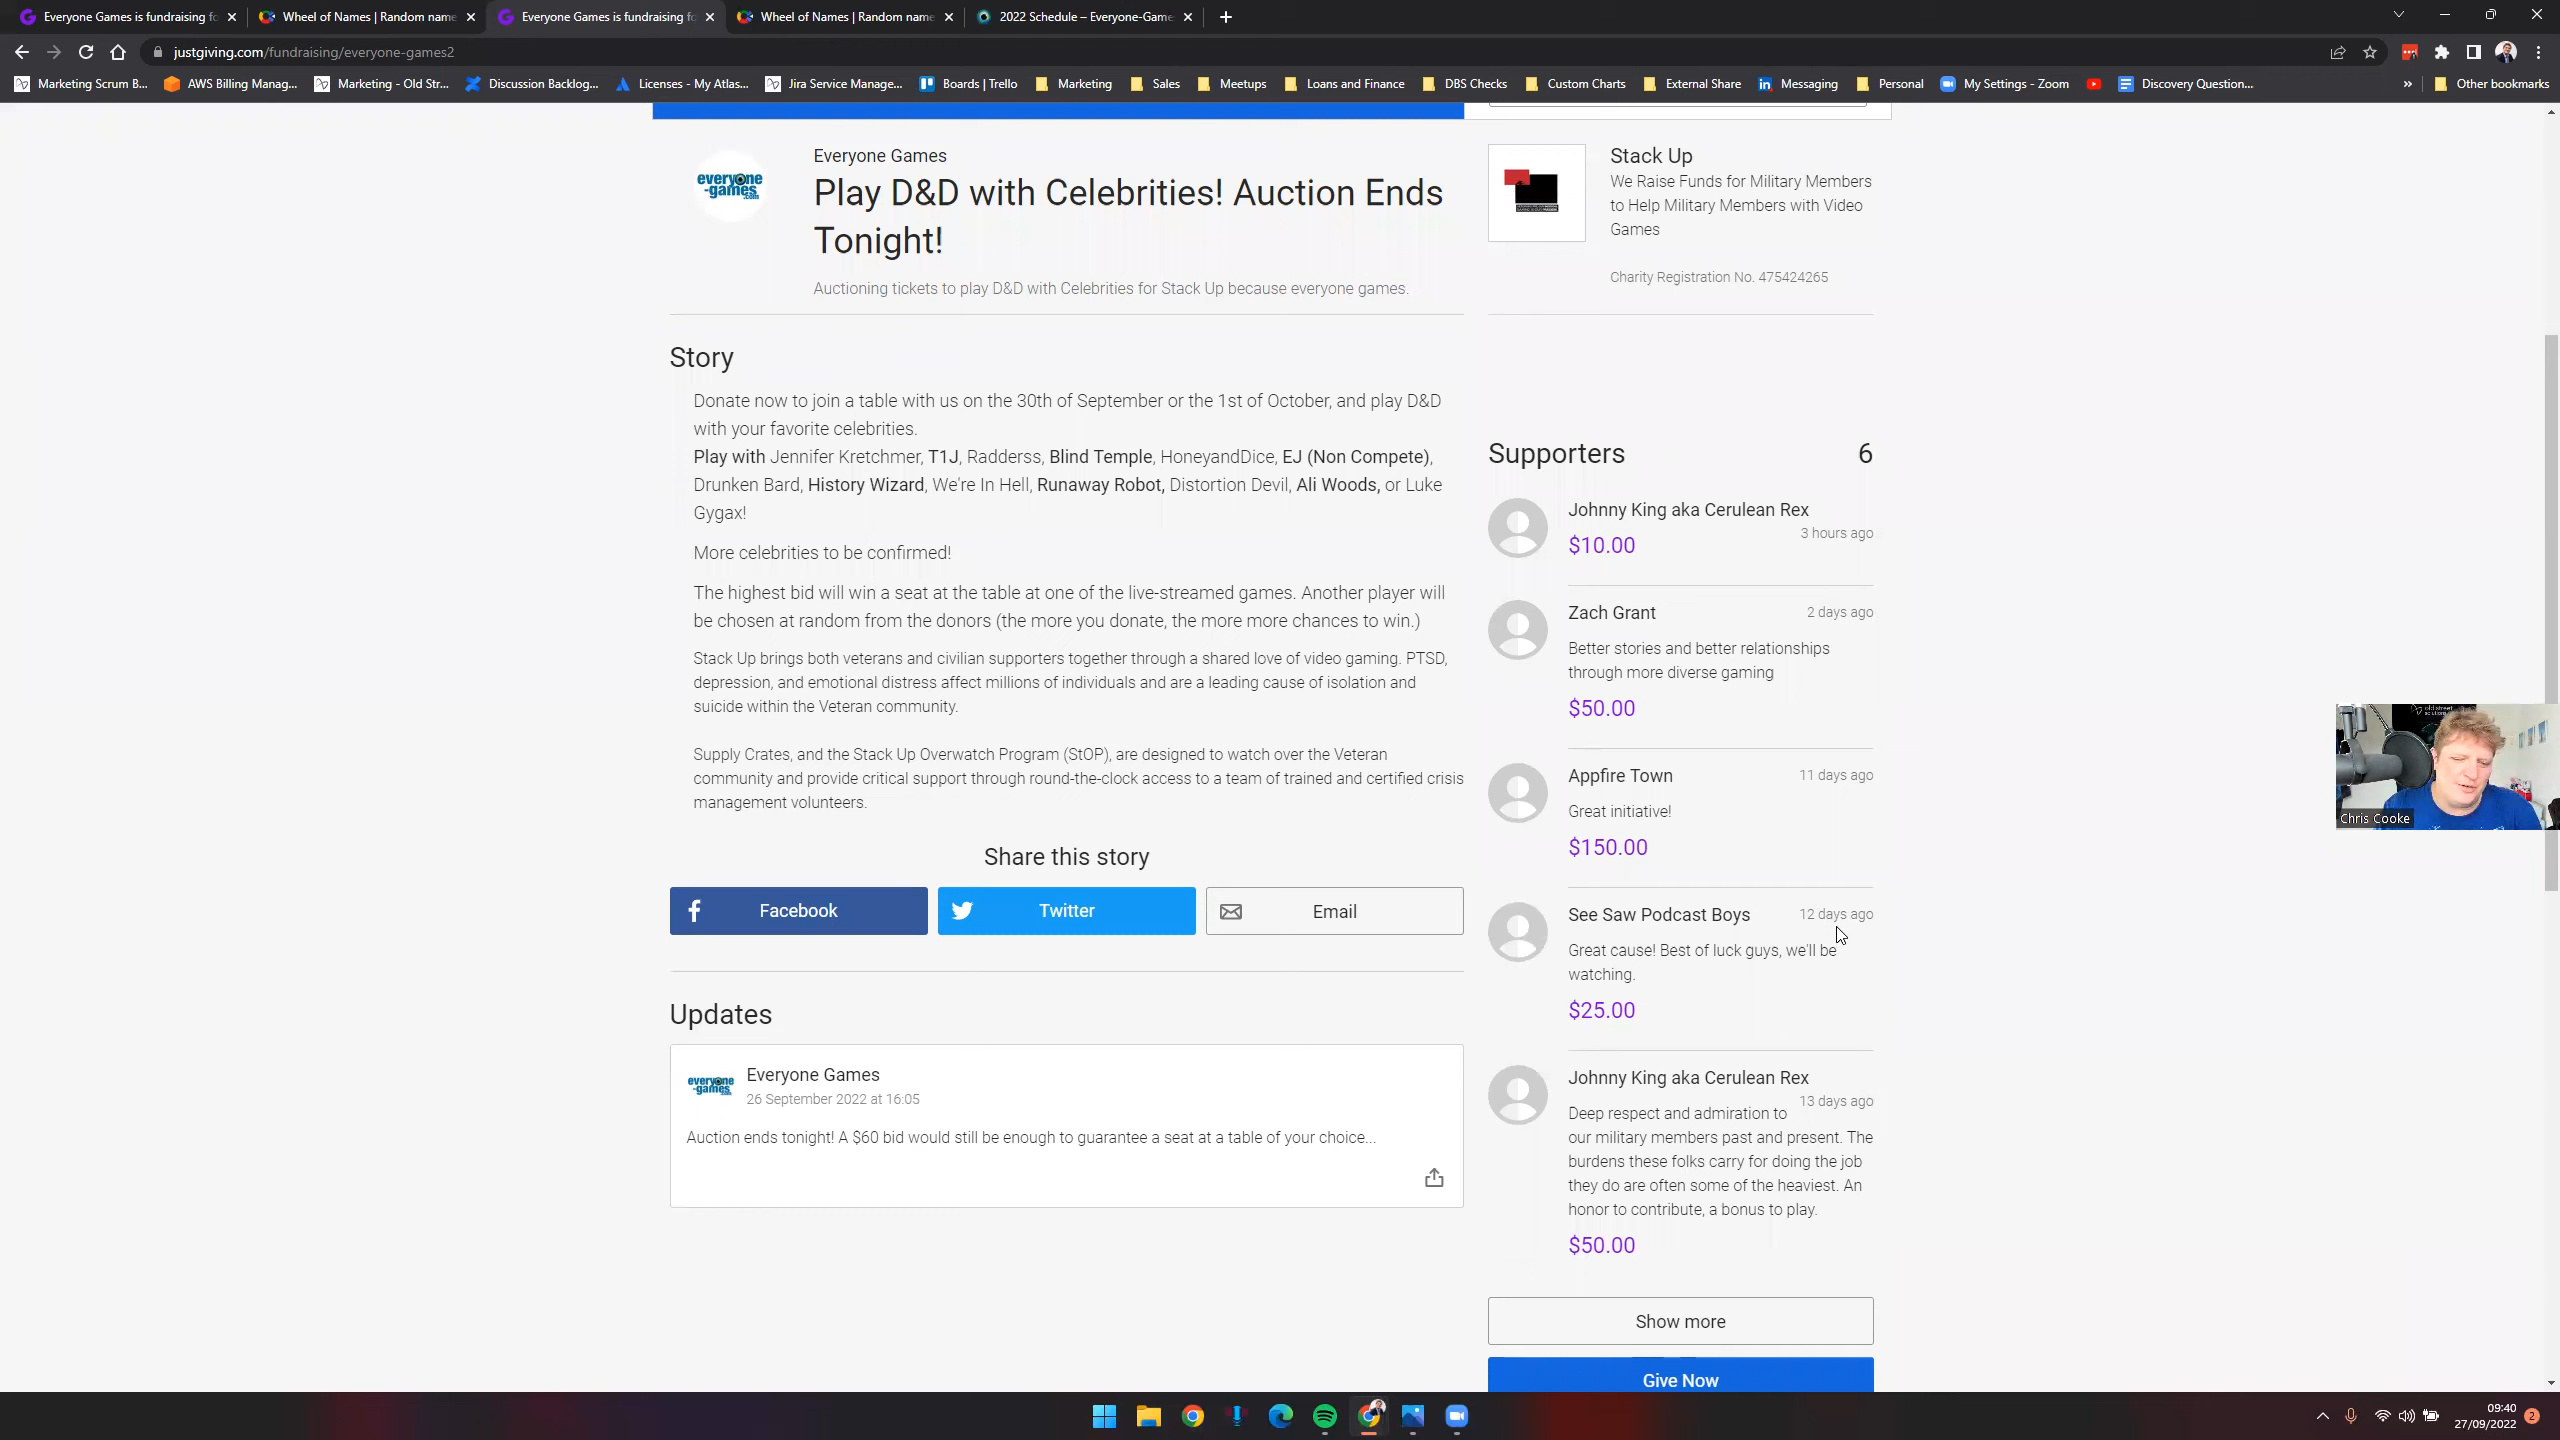 Everyone Games is fundraising fo
Wheel of Names | Random name
Everyone Games is fundraising fo
Wheel of Names | Random name
2022 Schedule – Everyone-Game
justgiving.com/fundraising/everyone-games2
Marketing Scrum B...
AWS Billing Manag...
Marketing - Old Str...
Discussion Backlog...
Licenses - My Atlas...
Jira Service Manage...
Boards | Trello
Marketing
Sales
Meetups
Loans and Finance
DBS Checks
Custom Charts
External Share
Messaging
Personal
My Settings - Zoom
Discovery Question...
»
Other bookmarks
everyone
-games
.com
Everyone Games
Play D&D with Celebrities! Auction Ends
Tonight!
Auctioning tickets to play D&D with Celebrities for Stack Up because everyone games.
Story
Donate now to join a table with us on the 30th of September or the 1st of October, and play D&D
with your favorite celebrities.
Play with Jennifer Kretchmer, T1J, Radderss, Blind Temple, HoneyandDice, EJ (Non Compete),
Drunken Bard, History Wizard, We're In Hell, Runaway Robot, Distortion Devil, Ali Woods, or Luke
Gygax!
More celebrities to be confirmed!
The highest bid will win a seat at the table at one of the live-streamed games. Another player will
be chosen at random from the donors (the more you donate, the more more chances to win.)
Stack Up brings both veterans and civilian supporters together through a shared love of video gaming. PTSD,
depression, and emotional distress affect millions of individuals and are a leading cause of isolation and
suicide within the Veteran community.
Supply Crates, and the Stack Up Overwatch Program (StOP), are designed to watch over the Veteran
community and provide critical support through round-the-clock access to a team of trained and certified crisis
management volunteers.
Share this story
Facebook
Twitter
Email
Updates
everyone
-games
Everyone Games
26 September 2022 at 16:05
Auction ends tonight! A $60 bid would still be enough to guarantee a seat at a table of your choice...
Stack Up
We Raise Funds for Military Members
to Help Military Members with Video
Games
Charity Registration No. 475424265
Supporters 6
Johnny King aka Cerulean Rex
3 hours ago
$10.00
Zach Grant 2 days ago
Better stories and better relationships
through more diverse gaming
$50.00
Appfire Town 11 days ago
Great initiative!
$150.00
See Saw Podcast Boys 12 days ago
Great cause! Best of luck guys, we'll be
watching.
$25.00
Johnny King aka Cerulean Rex
13 days ago
Deep respect and admiration to
our military members past and present. The
burdens these folks carry for doing the job
they do are often some of the heaviest. An
honor to contribute, a bonus to play.
$50.00
Show more
Give Now
old street
solutions
Chris Cooke
09:40
27/09/2022
2